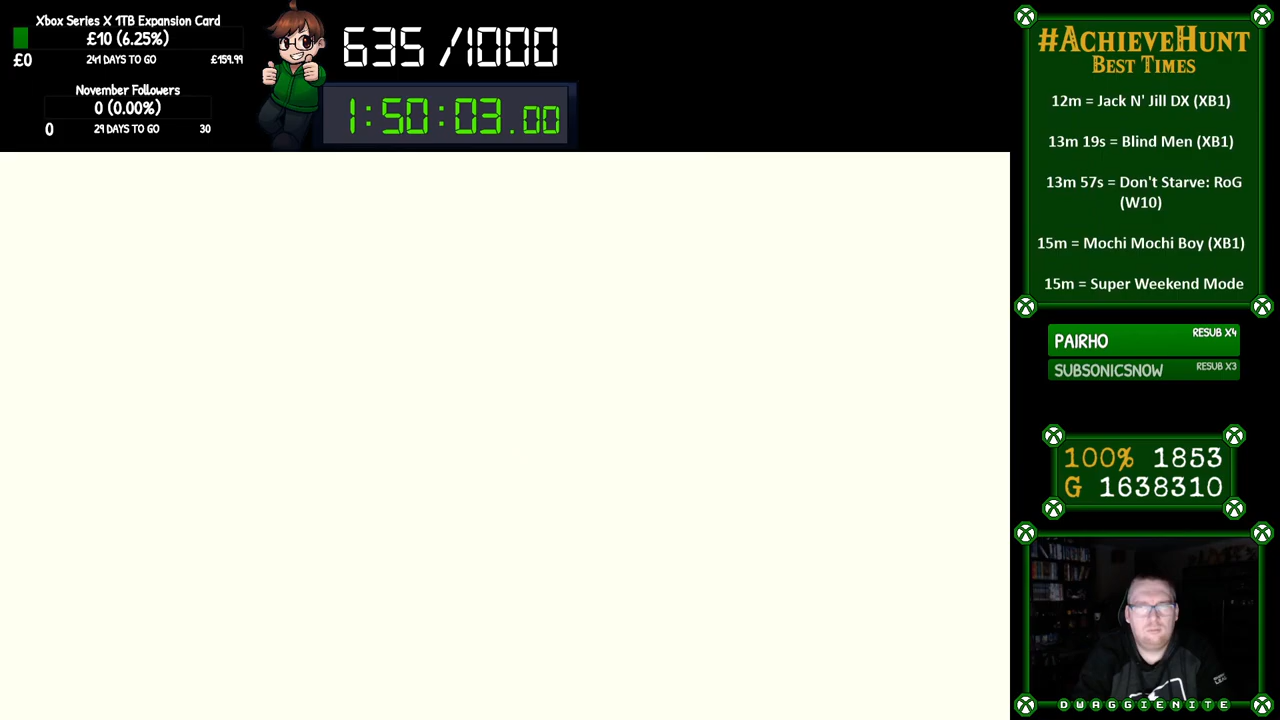 Xbox Series X 1TB Expansion Card
£10 (6.25%)
£0
241 DAYS TO GO
£159.99
November Followers
0 (0.00%)
0
29 DAYS TO GO
30
635 /1000
1:50:03.00
#AchieveHunt
Best Times
12m = Jack N' Jill DX (XB1)
13m 19s = Blind Men (XB1)
13m 57s = Don't Starve: RoG
(W10)
15m = Mochi Mochi Boy (XB1)
15m = Super Weekend Mode
PAIRHO
RESUB X4
SUBSONICSNOW
RESUB X3
100% 1853
G 1638310
DWAGGIENITE